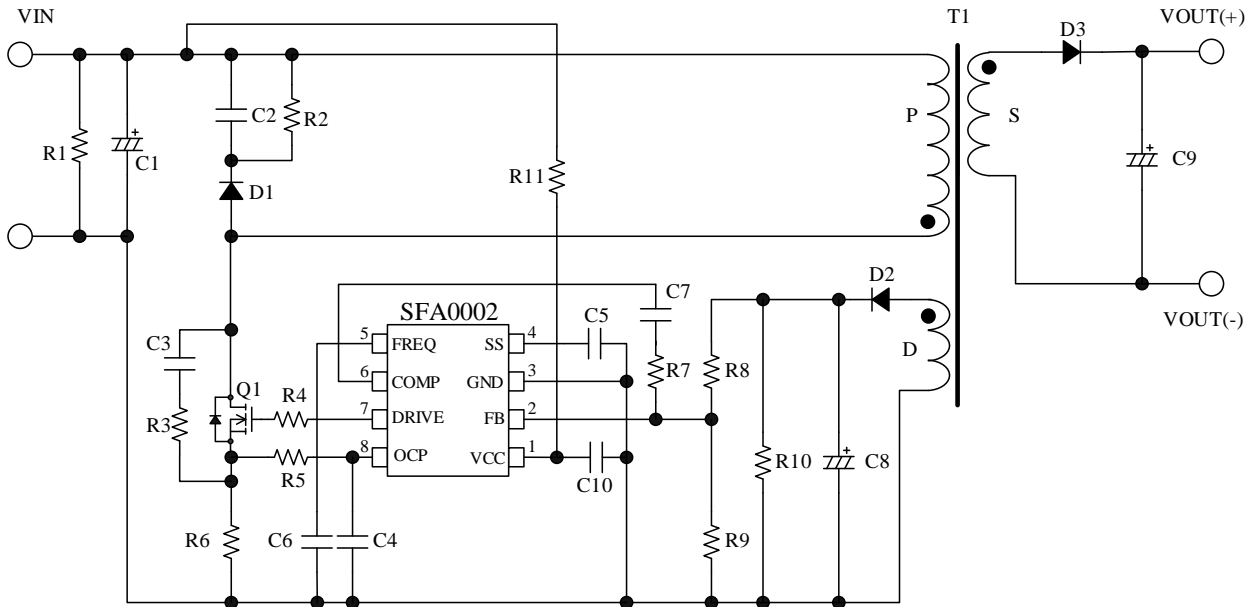 VIN
T1
VOUT(+)
D3
C2
R2
P
S
R1
C1
C9
R11
D1
D2
C7
VOUT(-)
SFA0002
C5
C3
5
FREQ
SS
4
D
6
COMP
GND
3
R7
R8
Q1
R4
7
DRIVE
FB
2
R3
8
OCP
VCC
1
R5
C10
R10
C8
R6
C6
C4
R9